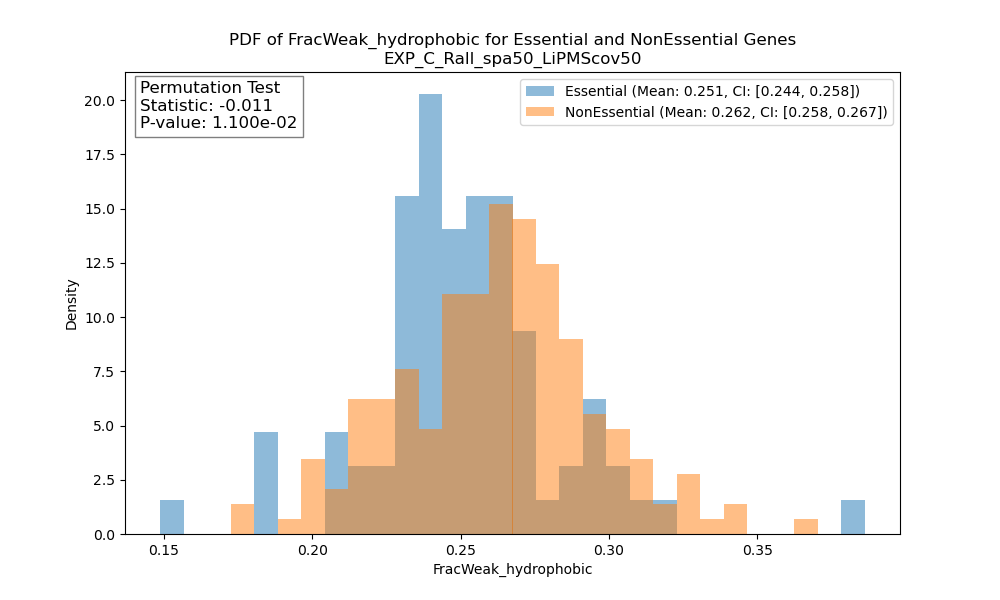 PDF of FracWeak_hydrophobic for Essential and NonEssential Genes
EXP_C_Rall_spa50_LiPMScov50
Permutation Test
Statistic: -0.011
P-value: 1.100e-02
Essential (Mean: 0.251, CI: [0.244, 0.258])
NonEssential (Mean: 0.262, CI: [0.258, 0.267])
Density
20.0
17.5
15.0
12.5
10.0
7.5
5.0
2.5
0.0
0.15
0.20
0.25
0.30
0.35
FracWeak_hydrophobic